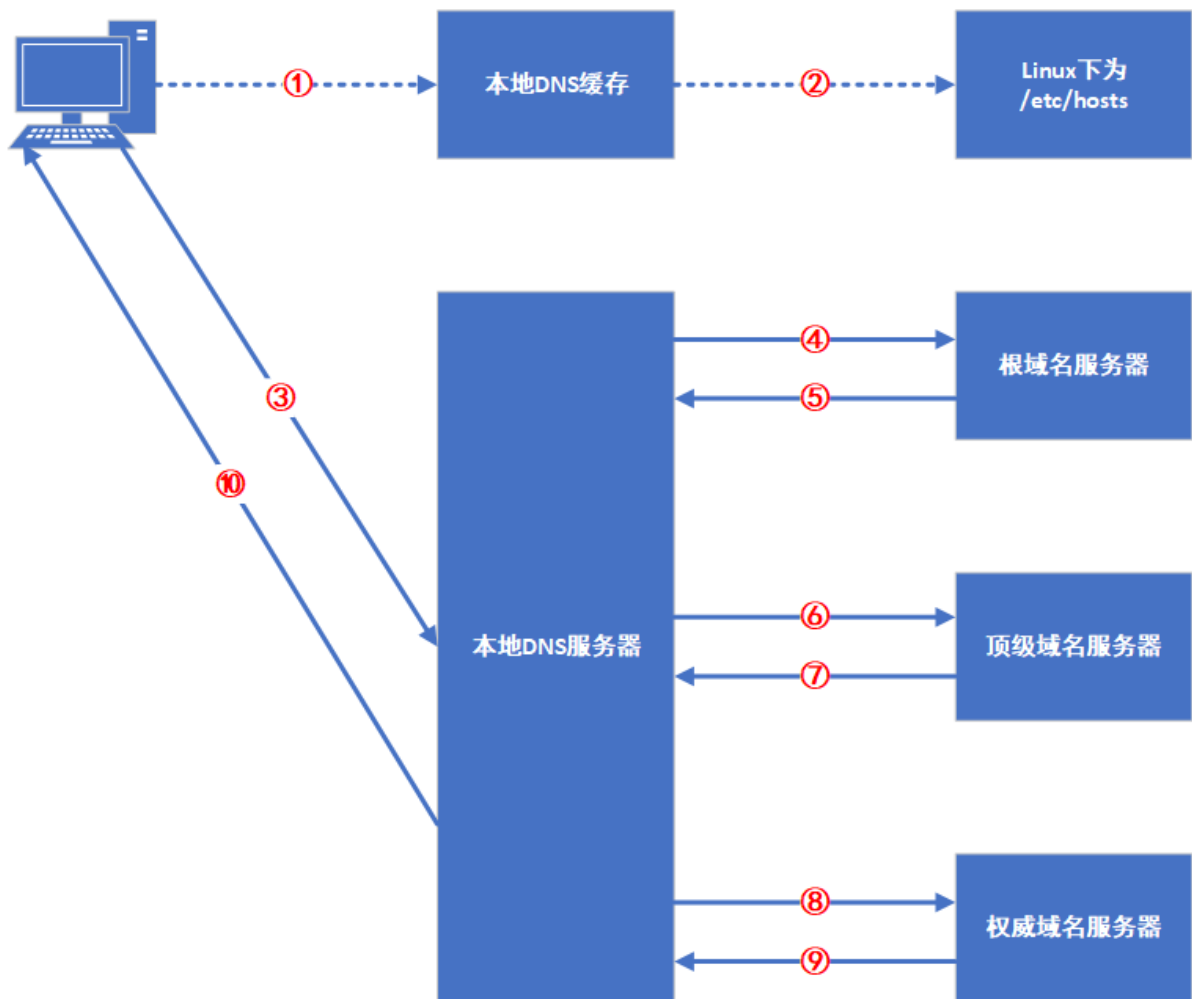 ①
本地DNS缓存
②
Linux下为
/etc/hosts
③
⑩
本地DNS服务器
④
⑤
根域名服务器
⑥
⑦
顶级域名服务器
⑧
⑨
权威域名服务器